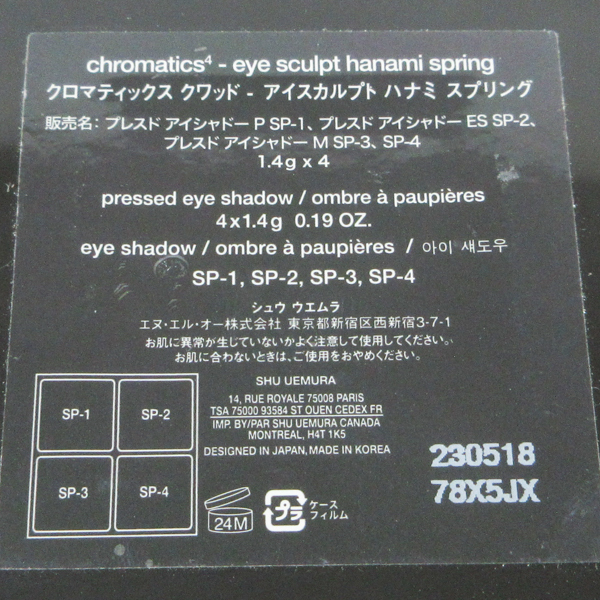 chromatics⁴ - eye sculpt hanami spring
クロマティックス クワッド - アイスカルプト ハナミ スプリング
販売名: プレスド アイシャドー P SP-1、プレスド アイシャドー ES SP-2、
プレスド アイシャドー M SP-3、SP-4
1.4g x 4
pressed eye shadow / ombre à paupières
4 x 1.4g 0.19 OZ.
eye shadow / ombre à paupières / 아이 섀도우
SP-1, SP-2, SP-3, SP-4
シュウ ウエムラ
エヌ・エル・オー株式会社 東京都新宿区西新宿3-7-1
お肌に異常が生じていないかよく注意して使用してください。
お肌に合わないときは、ご使用をおやめください。
SHU UEMURA
14, RUE ROYALE 75008 PARIS
TSA 75000 93584 ST OUEN CEDEX FR
IMP. BY/PAR SHU UEMURA CANADA
MONTREAL, H4T 1K5
DESIGNED IN JAPAN, MADE IN KOREA
SP-1
SP-2
SP-3
SP-4
24M
プラ
ケース
フィルム
230518
78X5JX